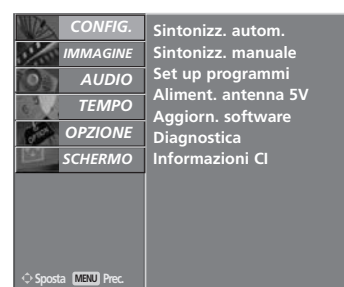 CONFIG.
IMMAGINE
AUDIO
TEMPO
OPZIONE
SCHERMO
Sintonizz. autom.
Sintonizz. manuale
Set up programmi
Aliment. antenna 5V
Aggiorn. software
Diagnostica
Informazioni CI
Sposta MENU Prec.